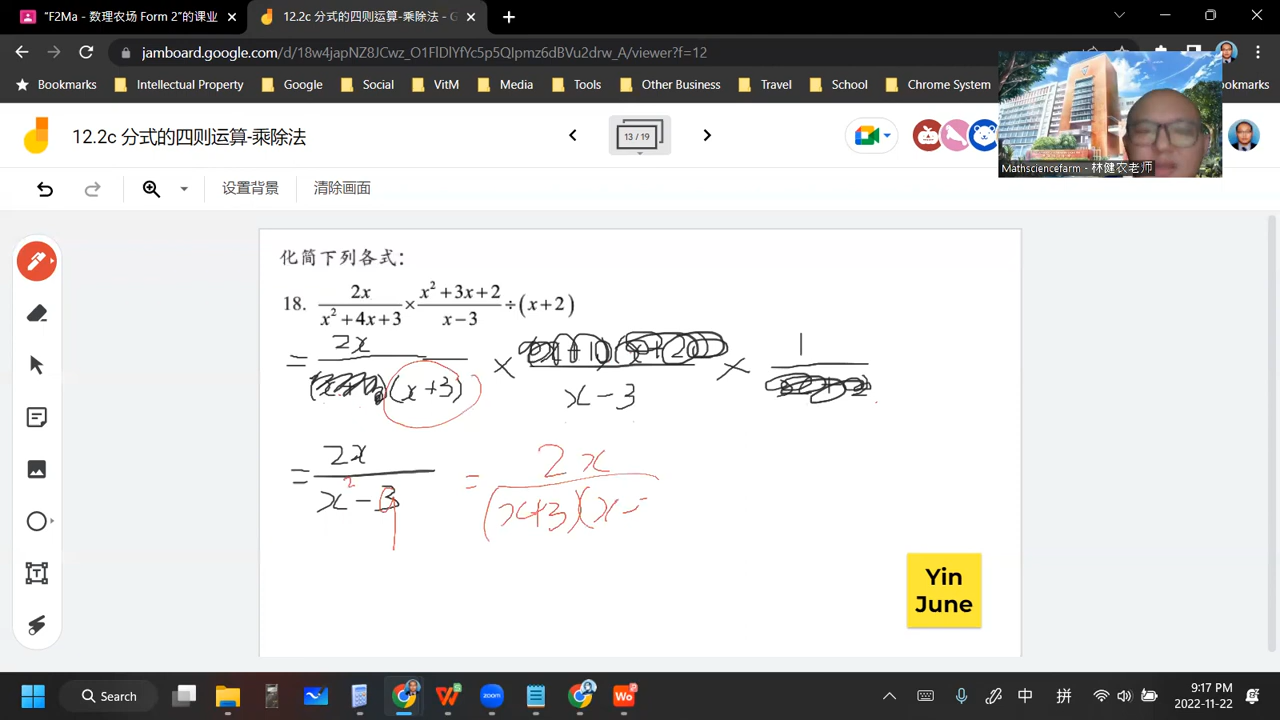 "F2Ma - 数理农场 Form 2"的课业
12.2c 分式的四则运算-乘除法 - G
jamboard.google.com/d/18w4japNZ8JCwz_O1FlDlYfYc5p5QIpmz6dBVu2drw_A/viewer?f=12
Bookmarks
Intellectual Property
Google
Social
Vith
Media
Tools
Other Business
Travel
School
Chrome System
ookmarks
12.2c 分式的四则运算-乘除法
13 / 19
Mathsciencefarm - 林健农老师
设置背景
清除画面
化简下列各式：
18. 2x/(x²+4x+3) × (x²+3x+2)/(x−3) ÷ (x+2)
= 2x/(x+3) × (x+1)(x+2)/(x−3) × 1/
= 2x/(x²−9) = 2x/(x+3)(x−
Yin
June
Search
中
拼
9:17 PM
2022-11-22